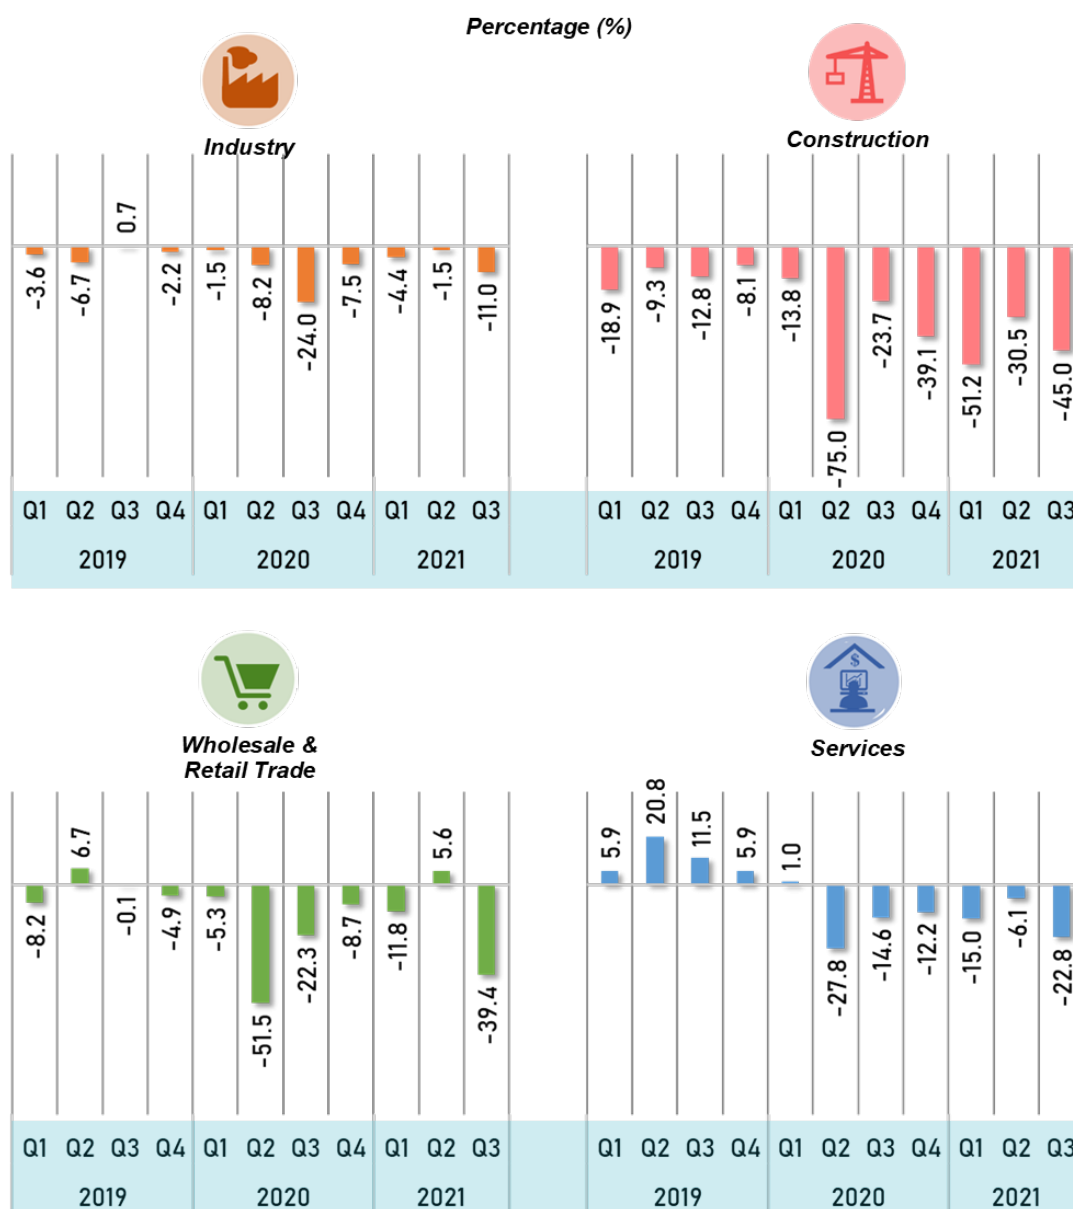 Percentage (%)
Industry
0.7
-3.6 -6.7 -2.2 -1.5 -8.2 -24.0 -7.5 -4.4 -1.5 -11.0
Q1 Q2 Q3 Q4 Q1 Q2 Q3 Q4 Q1 Q2 Q3
2019 2020 2021
Construction
-18.9 -9.3 -12.8 -8.1 -13.8 -75.0 -23.7 -39.1 -51.2 -30.5 -45.0
Q1 Q2 Q3 Q4 Q1 Q2 Q3 Q4 Q1 Q2 Q3
2019 2020 2021
$
Wholesale &
Retail Trade
6.7 5.6
-8.2 -0.1 -4.9 -5.3 -51.5 -22.3 -8.7 -11.8 -39.4
Q1 Q2 Q3 Q4 Q1 Q2 Q3 Q4 Q1 Q2 Q3
2019 2020 2021
Services
5.9 20.8 11.5 5.9 1.0
-27.8 -14.6 -12.2 -15.0 -6.1 -22.8
Q1 Q2 Q3 Q4 Q1 Q2 Q3 Q4 Q1 Q2 Q3
2019 2020 2021